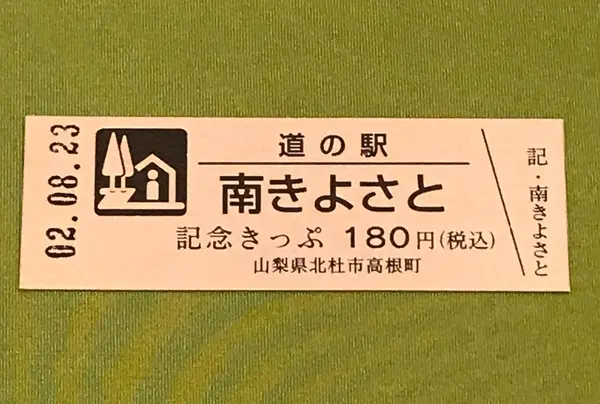 02.08.23
道の駅
南きよさと
記念きっぷ 180円(税込)
山梨県北杜市高根町
記・南きよさと